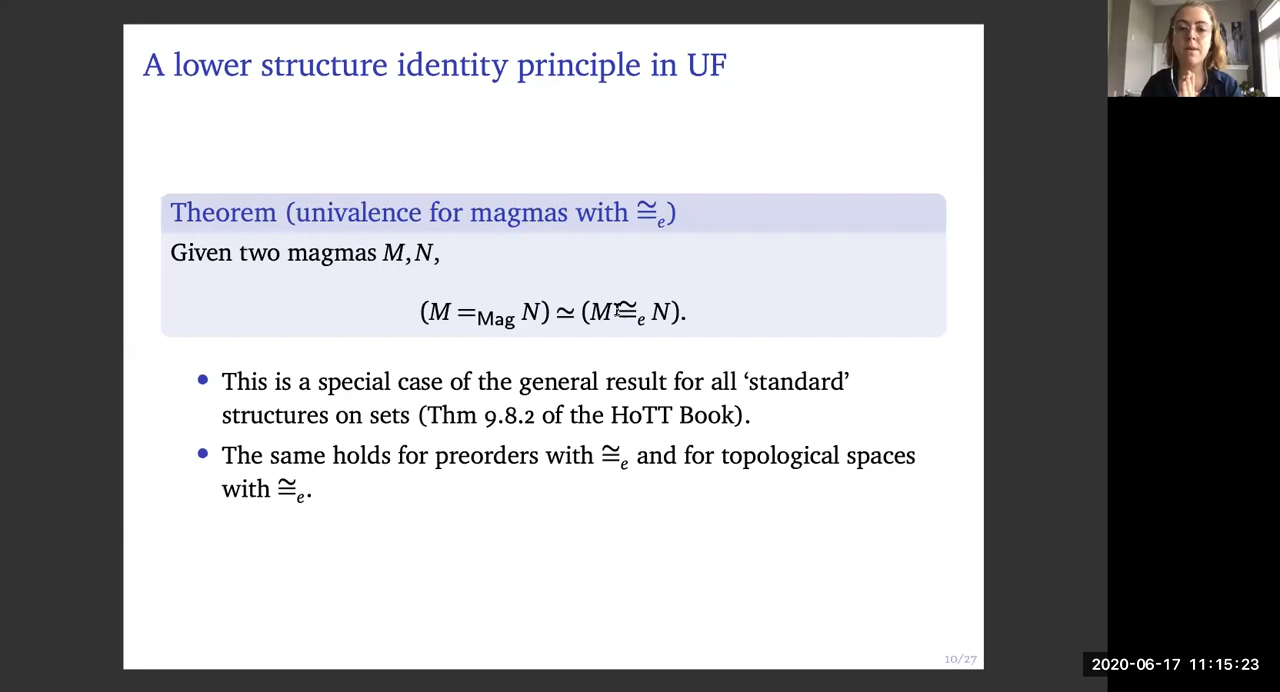 A lower structure identity principle in UF
Theorem (univalence for magmas with ≅ₑ)
Given two magmas M, N,
(M =Mag N) ≃ (M ≅ₑ N).
• This is a special case of the general result for all ‘standard’
structures on sets (Thm 9.8.2 of the HoTT Book).
• The same holds for preorders with ≅ₑ and for topological spaces
with ≅ₑ.
10/27
2020-06-17 11:15:23